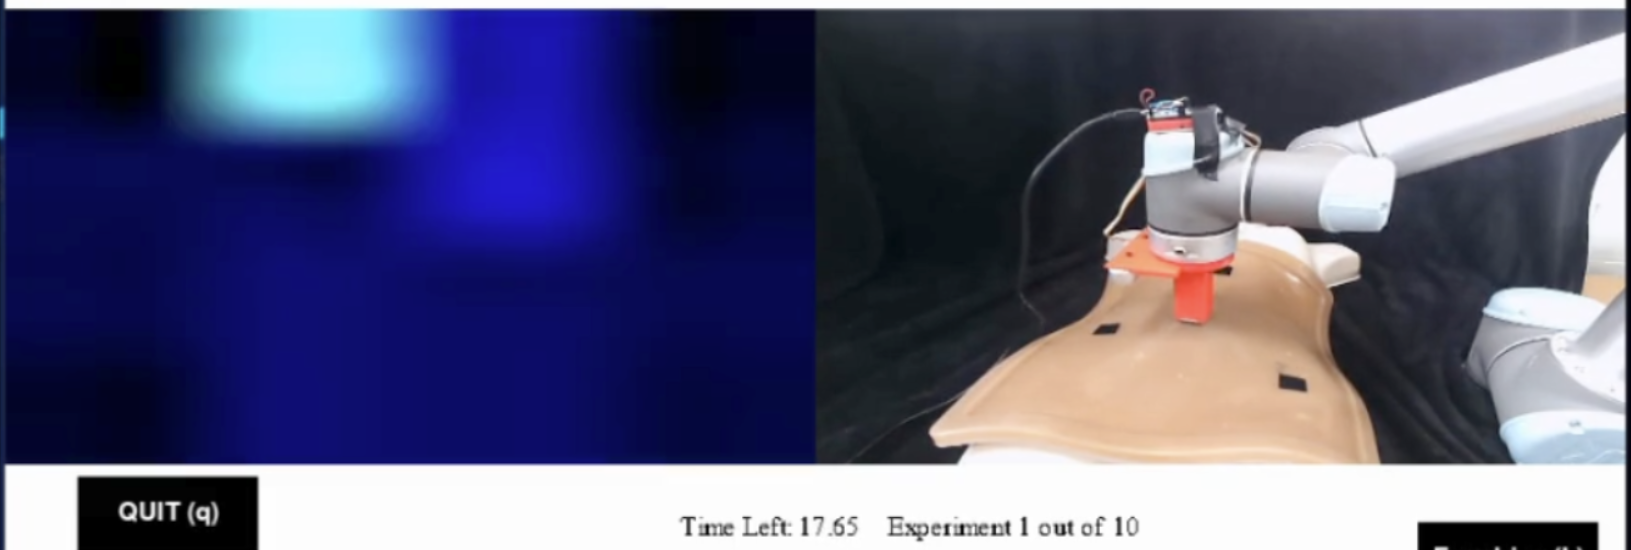 QUIT (q)
Time Left: 17.65 Experiment 1 out of 10